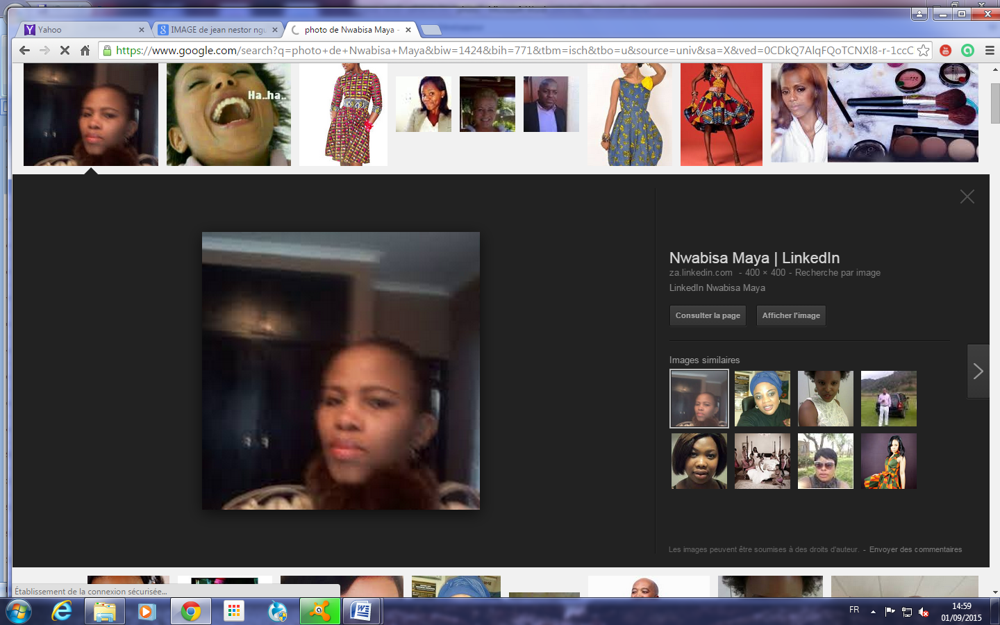 Yahoo
IMAGE de jean nestor ngu
photo de Nwabisa Maya -
https://www.google.com/search?q=photo+de+Nwabisa+Maya&biw=1424&bih=771&tbm=isch&tbo=u&source=univ&sa=X&ved=0CDkQ7AlqFQoTCNXl8-r-1ccC
Ha..ha..
Nwabisa Maya | LinkedIn
za.linkedin.com - 400 × 400 - Recherche par image
LinkedIn Nwabisa Maya
Consulter la page
Afficher l'image
Images similaires
Les images peuvent être soumises à des droits d'auteur. - Envoyer des commentaires
Établissement de la connexion sécurisée...
FR
14:59
01/09/2015